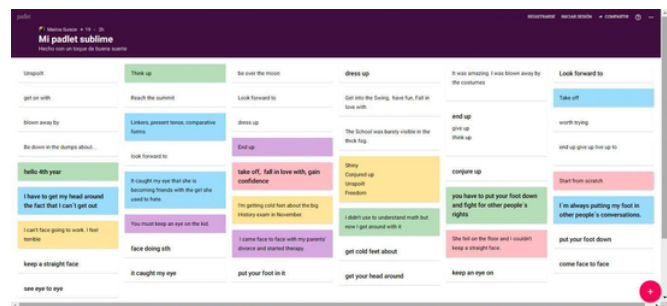 padlet
REGISTRARSE INICIAR SESIÓN COMPARTIR
Marina Sunson + 19 · 2h
Mi padlet sublime
Hecho con un toque de buena suerte
Unspoilt
get on with
blown away by
Be down in the dumps about...
hello 4th year
I have to get my head around
the fact that I can´t get out
I can't face going to work. I feel
terrible
keep a straight face
see eye to eye
Think up
Reach the summit
Linkers, present tense, comparative
forms
look forward to
It caught my eye that she is
becoming friends with the girl she
used to hate.
You must keep an eye on the kid.
face doing sth
it caught my eye
be over the moon
Look forward to
dress up
End up
take off, fall in love with, gain
confidence
I'm getting cold feet about the big
History exam in November.
I came face to face with my parents'
divorce and started therapy
put your foot in it
dress up
Get into the Swing, have fun, Fall in
love with
The School was barely visible in the
thick fog.
Shiny
Conjured up
Unspoilt
Freedom
I didn't use to understand math but
now I got around with it
get cold feet about
get your head around
It was amazing. I was blown away by
the costumes
end up
give up
think up
conjure up
you have to put your foot down
and fight for other people´s
rights
She fell on the floor and I couldn't
keep a straight face.
keep an eye on
Look forward to
Take off
worth trying
end up give up live up to
Start from scratch
I´m always putting my foot in
other people´s conversations.
put your foot down
come face to face